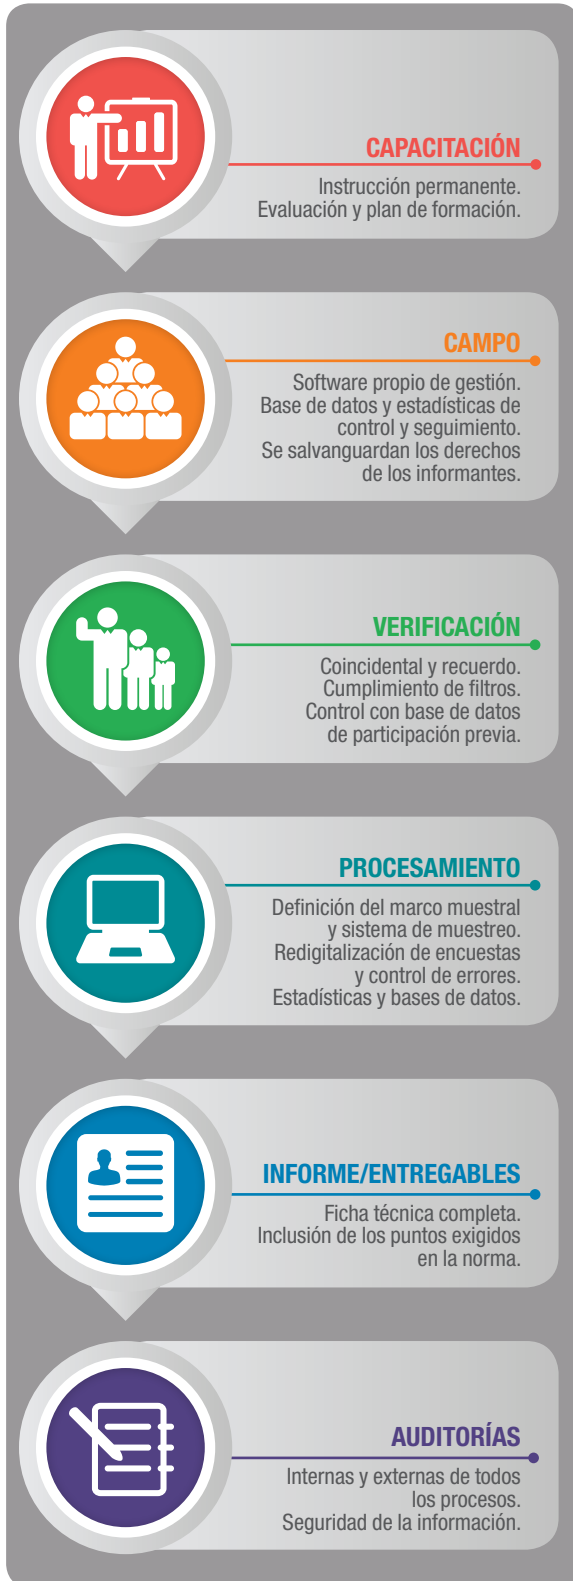 CAPACITACIÓN
Instrucción permanente.
Evaluación y plan de formación.
CAMPO
Software propio de gestión.
Base de datos y estadísticas de
control y seguimiento.
Se salvanguardan los derechos
de los informantes.
VERIFICACIÓN
Coincidental y recuerdo.
Cumplimiento de filtros.
Control con base de datos
de participación previa.
PROCESAMIENTO
Definición del marco muestral
y sistema de muestreo.
Redigitalización de encuestas
y control de errores.
Estadísticas y bases de datos.
INFORME/ENTREGABLES
Ficha técnica completa.
Inclusión de los puntos exigidos
en la norma.
AUDITORÍAS
Internas y externas de todos
los procesos.
Seguridad de la información.